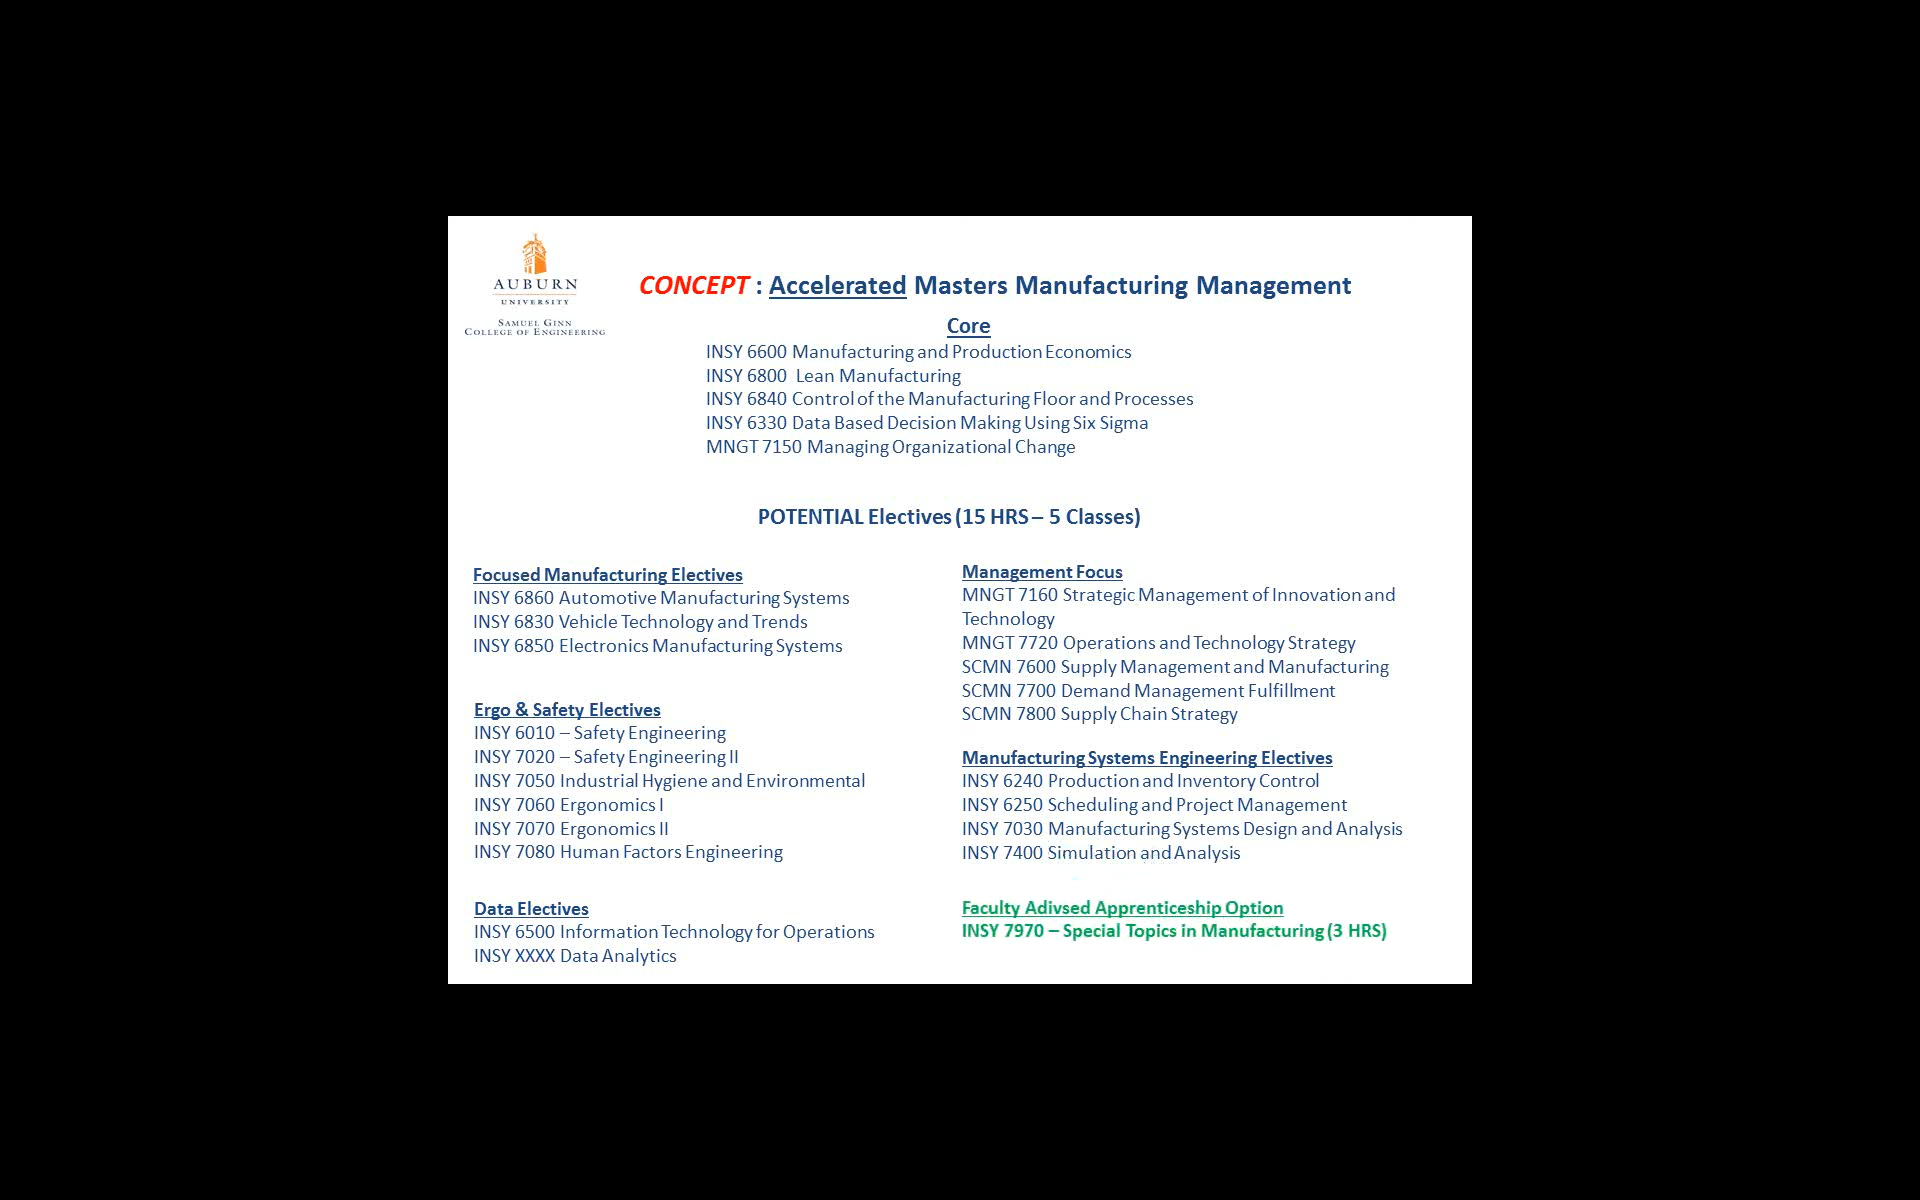 AUBURN
UNIVERSITY
SAMUEL GINN
COLLEGE OF ENGINEERING
CONCEPT : Accelerated Masters Manufacturing Management
Core
INSY 6600 Manufacturing and Production Economics
INSY 6800 Lean Manufacturing
INSY 6840 Control of the Manufacturing Floor and Processes
INSY 6330 Data Based Decision Making Using Six Sigma
MNGT 7150 Managing Organizational Change
POTENTIAL Electives (15 HRS – 5 Classes)
Focused Manufacturing Electives
INSY 6860 Automotive Manufacturing Systems
INSY 6830 Vehicle Technology and Trends
INSY 6850 Electronics Manufacturing Systems
Ergo & Safety Electives
INSY 6010 – Safety Engineering
INSY 7020 – Safety Engineering II
INSY 7050 Industrial Hygiene and Environmental
INSY 7060 Ergonomics I
INSY 7070 Ergonomics II
INSY 7080 Human Factors Engineering
Data Electives
INSY 6500 Information Technology for Operations
INSY XXXX Data Analytics
Management Focus
MNGT 7160 Strategic Management of Innovation and
Technology
MNGT 7720 Operations and Technology Strategy
SCMN 7600 Supply Management and Manufacturing
SCMN 7700 Demand Management Fulfillment
SCMN 7800 Supply Chain Strategy
Manufacturing Systems Engineering Electives
INSY 6240 Production and Inventory Control
INSY 6250 Scheduling and Project Management
INSY 7030 Manufacturing Systems Design and Analysis
INSY 7400 Simulation and Analysis
Faculty Adivsed Apprenticeship Option
INSY 7970 – Special Topics in Manufacturing (3 HRS)